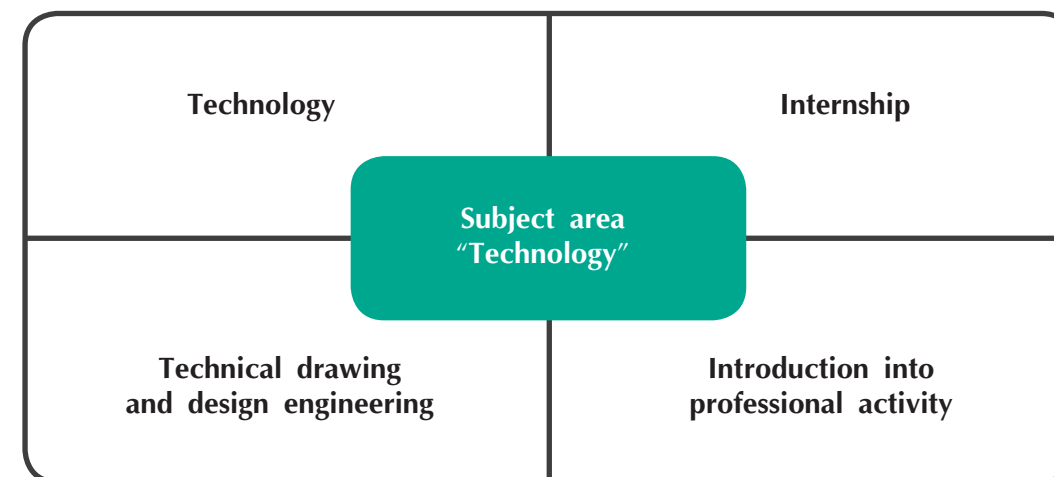 Technology
Internship
Subject area
“Technology”
Technical drawing
and design engineering
Introduction into
professional activity